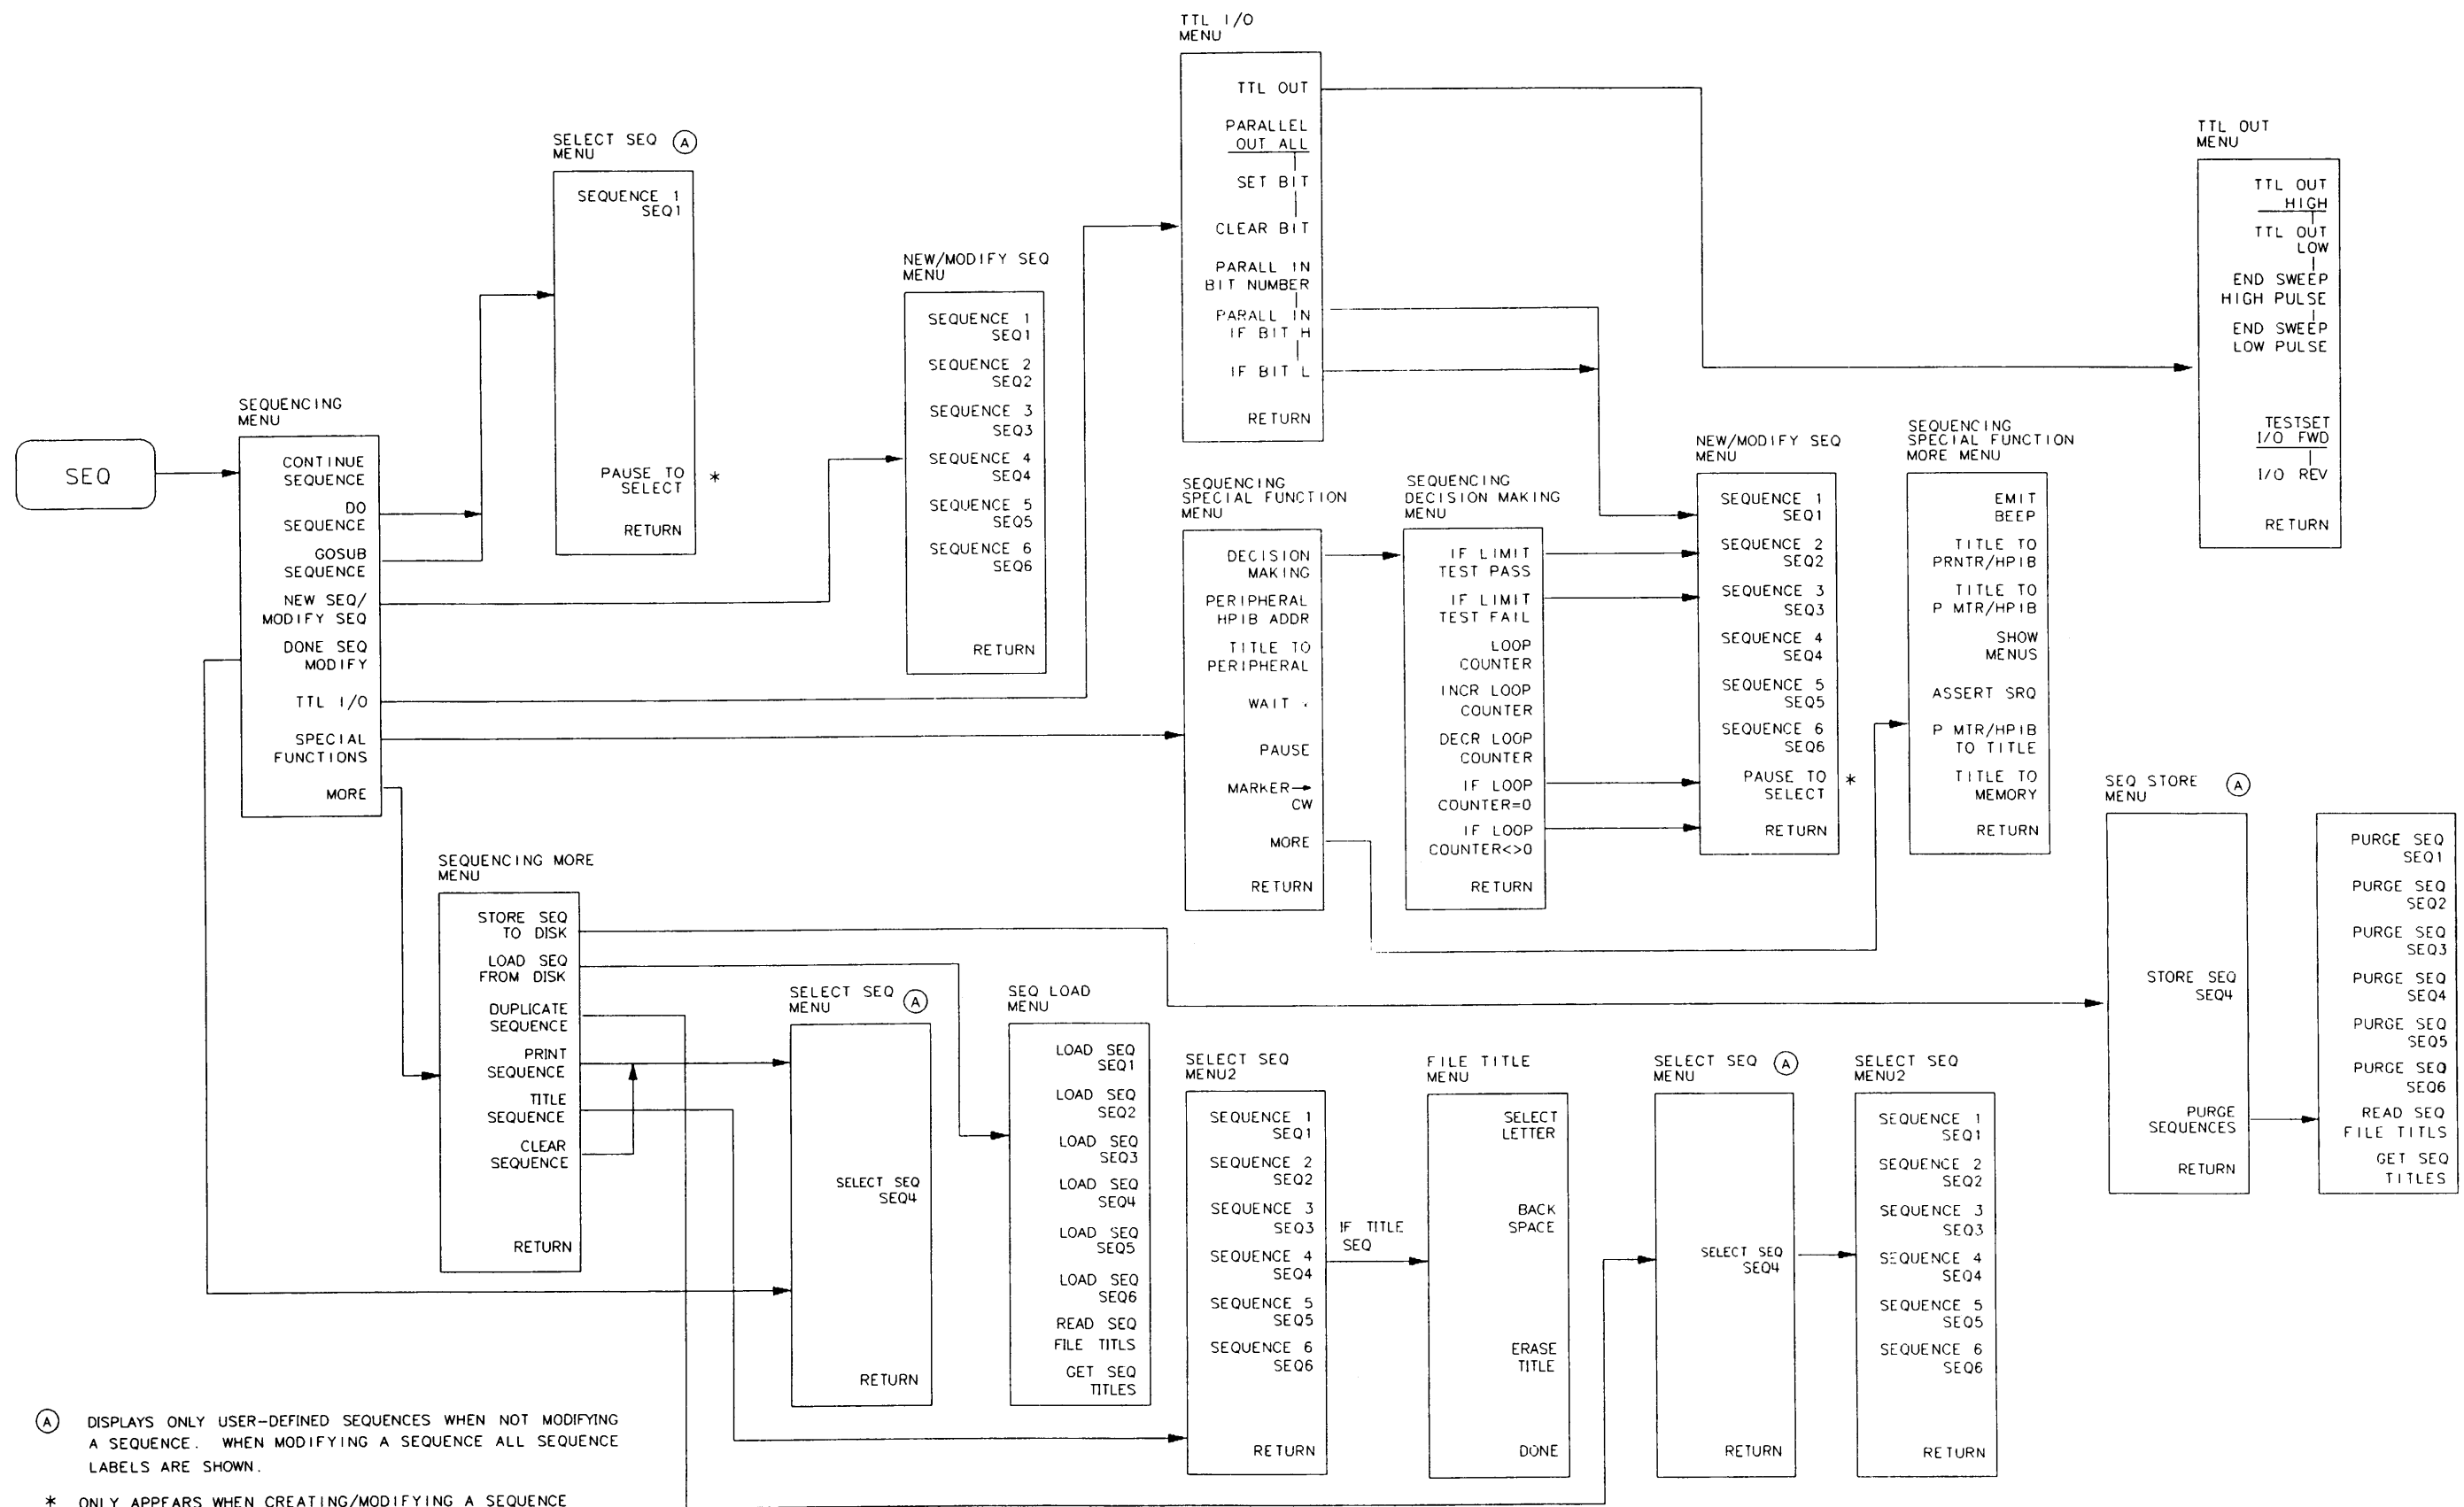 SEQ
SEQUENCING
MENU
CONTINUE
SEQUENCE
DO
SEQUENCE
GOSUB
SEQUENCE
NEW SEQ/
MODIFY SEQ
DONE SEQ
MODIFY
TTL I/O
SPECIAL
FUNCTIONS
MORE
SELECT SEQ (A)
MENU
SEQUENCE 1
SEQ1
PAUSE TO
SELECT *
RETURN
NEW/MODIFY SEQ
MENU
SEQUENCE 1
SEQ1
SEQUENCE 2
SEQ2
SEQUENCE 3
SEQ3
SEQUENCE 4
SEQ4
SEQUENCE 5
SEQ5
SEQUENCE 6
SEQ6
RETURN
TTL I/O
MENU
TTL OUT
PARALLEL
OUT ALL
SET BIT
CLEAR BIT
PARALL IN
BIT NUMBER
PARALL IN
IF BIT H
IF BIT L
RETURN
TTL OUT
MENU
TTL OUT
HIGH
TTL OUT
LOW
END SWEEP
HIGH PULSE
END SWEEP
LOW PULSE
TESTSET
I/O FWD
I/O REV
RETURN
SEQUENCING
SPECIAL FUNCTION
MENU
DECISION
MAKING
PERIPHERAL
HPIB ADDR
TITLE TO
PERIPHERAL
WAIT x
PAUSE
MARKER→
CW
MORE
RETURN
SEQUENCING
DECISION MAKING
MENU
IF LIMIT
TEST PASS
IF LIMIT
TEST FAIL
LOOP
COUNTER
INCR LOOP
COUNTER
DECR LOOP
COUNTER
IF LOOP
COUNTER=0
IF LOOP
COUNTER<>0
RETURN
NEW/MODIFY SEQ
MENU
SEQUENCE 1
SEQ1
SEQUENCE 2
SEQ2
SEQUENCE 3
SEQ3
SEQUENCE 4
SEQ4
SEQUENCE 5
SEQ5
SEQUENCE 6
SEQ6
PAUSE TO
SELECT *
RETURN
SEQUENCING
SPECIAL FUNCTION
MORE MENU
EMIT
BEEP
TITLE TO
PRNTR/HPIB
TITLE TO
P MTR/HPIB
SHOW
MENUS
ASSERT SRQ
P MTR/HPIB
TO TITLE
TITLE TO
MEMORY
RETURN
SEQUENCING MORE
MENU
STORE SEQ
TO DISK
LOAD SEQ
FROM DISK
DUPLICATE
SEQUENCE
PRINT
SEQUENCE
TITLE
SEQUENCE
CLEAR
SEQUENCE
RETURN
SELECT SEQ (A)
MENU
SELECT SEQ
SEQ4
RETURN
SEQ LOAD
MENU
LOAD SEQ
SEQ1
LOAD SEQ
SEQ2
LOAD SEQ
SEQ3
LOAD SEQ
SEQ4
LOAD SEQ
SEQ5
LOAD SEQ
SEQ6
READ SEQ
FILE TITLS
GET SEQ
TITLES
SELECT SEQ
MENU2
SEQUENCE 1
SEQ1
SEQUENCE 2
SEQ2
SEQUENCE 3
SEQ3
SEQUENCE 4
SEQ4
SEQUENCE 5
SEQ5
SEQUENCE 6
SEQ6
RETURN
IF TITLE
SEQ
FILE TITLE
MENU
SELECT
LETTER
BACK
SPACE
ERASE
TITLE
DONE
SELECT SEQ (A)
MENU
SELECT SEQ
SEQ4
RETURN
SELECT SEQ
MENU2
SEQUENCE 1
SEQ1
SEQUENCE 2
SEQ2
SEQUENCE 3
SEQ3
SEQUENCE 4
SEQ4
SEQUENCE 5
SEQ5
SEQUENCE 6
SEQ6
RETURN
SEQ STORE (A)
MENU
STORE SEQ
SEQ4
PURGE
SEQUENCES
RETURN
PURGE SEQ
SEQ1
PURGE SEQ
SEQ2
PURGE SEQ
SEQ3
PURGE SEQ
SEQ4
PURGE SEQ
SEQ5
PURGE SEQ
SEQ6
READ SEQ
FILE TITLS
GET SEQ
TITLES
(A) DISPLAYS ONLY USER-DEFINED SEQUENCES WHEN NOT MODIFYING
A SEQUENCE. WHEN MODIFYING A SEQUENCE ALL SEQUENCE
LABELS ARE SHOWN.
* ONLY APPEARS WHEN CREATING/MODIFYING A SEQUENCE